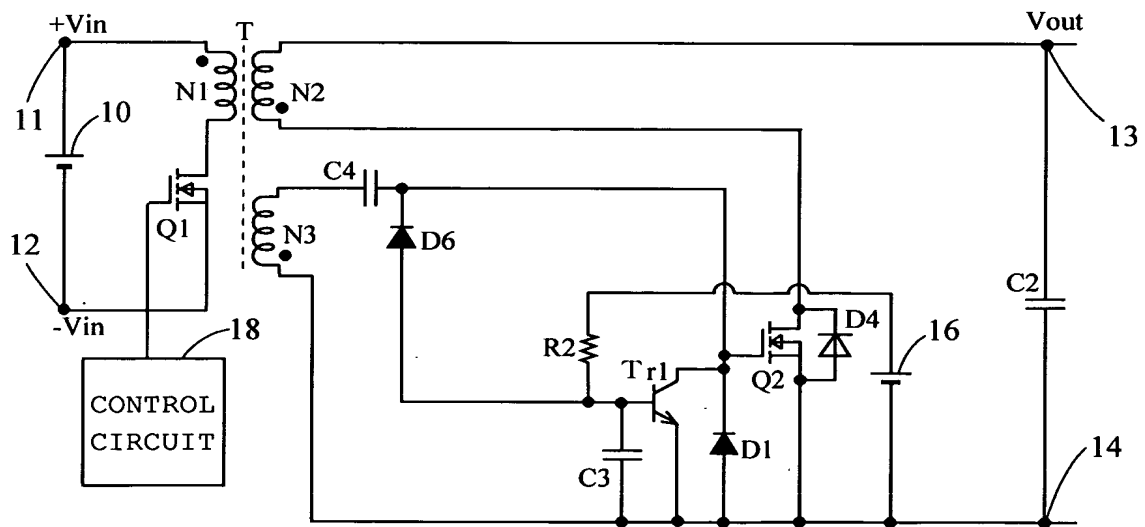 +Vin
T
Vout
11
10
N1
N2
13
C4
Q1
N3
D6
12
-Vin
18
C2
R2
Tr1
D4
16
Q2
CONTROL
CIRCUIT
C3
D1
14